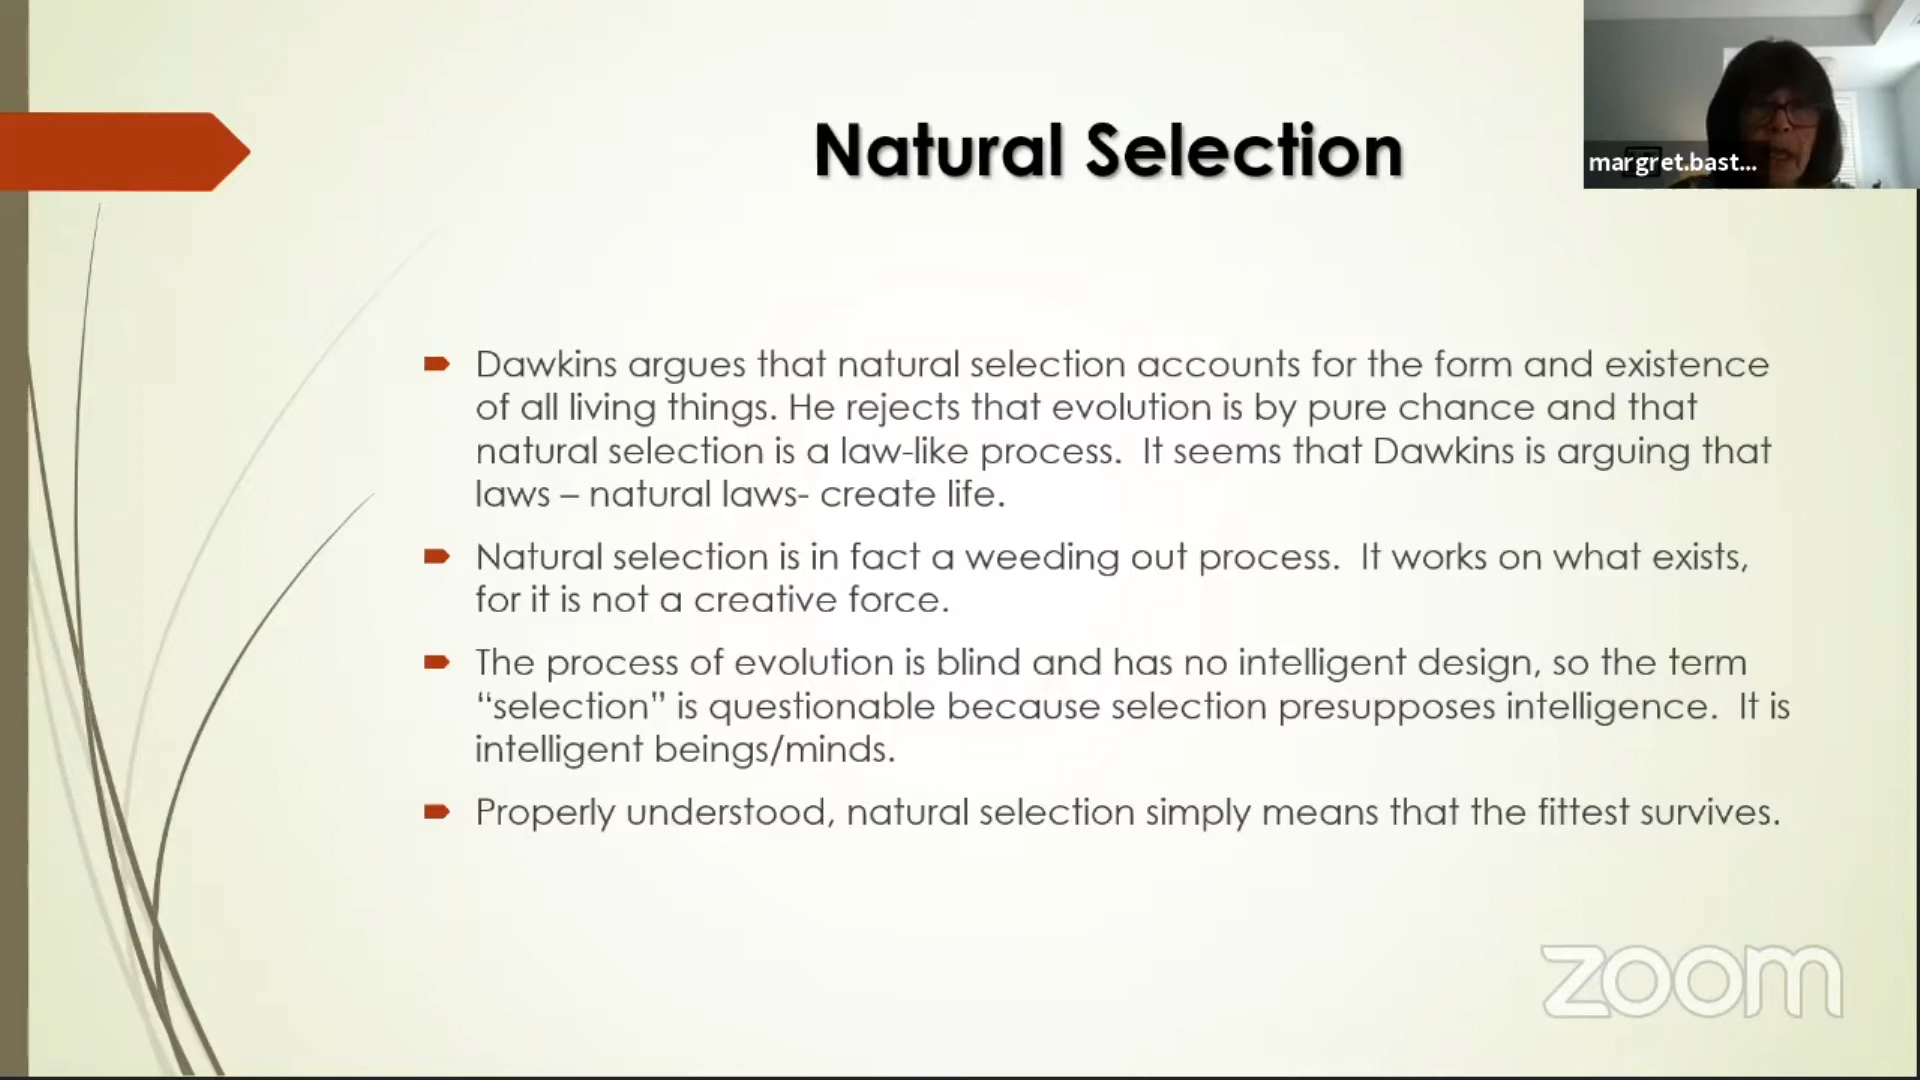 Natural Selection
margret.bast...
Dawkins argues that natural selection accounts for the form and existence
of all living things. He rejects that evolution is by pure chance and that
natural selection is a law-like process.  It seems that Dawkins is arguing that
laws – natural laws- create life.
Natural selection is in fact a weeding out process.  It works on what exists,
for it is not a creative force.
The process of evolution is blind and has no intelligent design, so the term
“selection” is questionable because selection presupposes intelligence.  It is
intelligent beings/minds.
Properly understood, natural selection simply means that the fittest survives.
zoom